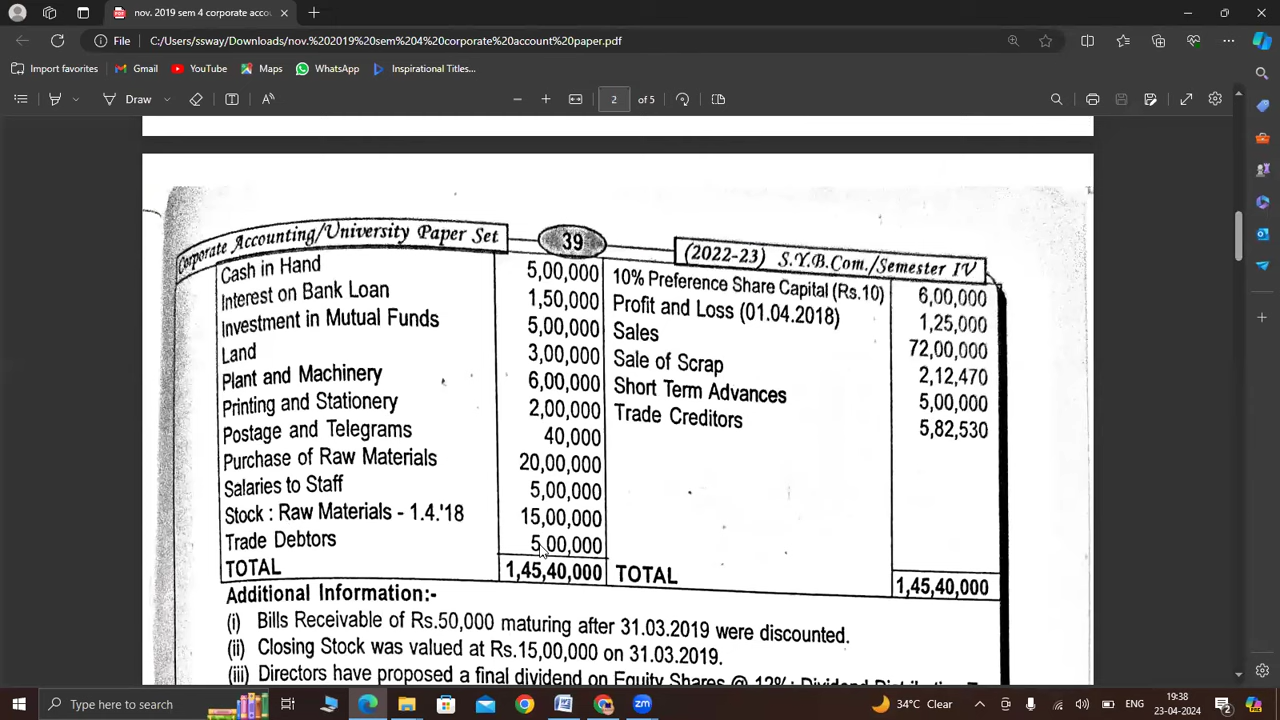 nov. 2019 sem 4 corporate accou
File
C:/Users/ssway/Downloads/nov.%202019%20sem%204%20corporate%20account%20paper.pdf
Import favorites
Gmail
YouTube
Maps
WhatsApp
Inspirational Titles...
Draw
2 of 5
Corporate Accounting/University Paper Set 39 (2022-23) S.Y.B.Com./Semester IV
Cash in Hand 5,00,000 10% Preference Share Capital (Rs.10) 6,00,000
Interest on Bank Loan 1,50,000 Profit and Loss (01.04.2018) 1,25,000
Investment in Mutual Funds 5,00,000 Sales 72,00,000
Land 3,00,000 Sale of Scrap 2,12,470
Plant and Machinery 6,00,000 Short Term Advances 5,00,000
Printing and Stationery 2,00,000 Trade Creditors 5,82,530
Postage and Telegrams 40,000
Purchase of Raw Materials 20,00,000
Salaries to Staff 5,00,000
Stock : Raw Materials - 1.4.'18 15,00,000
Trade Debtors 5,00,000
TOTAL 1,45,40,000 TOTAL 1,45,40,000
Additional Information:-
(i) Bills Receivable of Rs.50,000 maturing after 31.03.2019 were discounted.
(ii) Closing Stock was valued at Rs.15,00,000 on 31.03.2019.
(iii) Directors have proposed a final dividend on Equity Shares @ 12%; Dividend Distribution
Type here to search
34°C Clear
ENG
19:38
23-04-2024